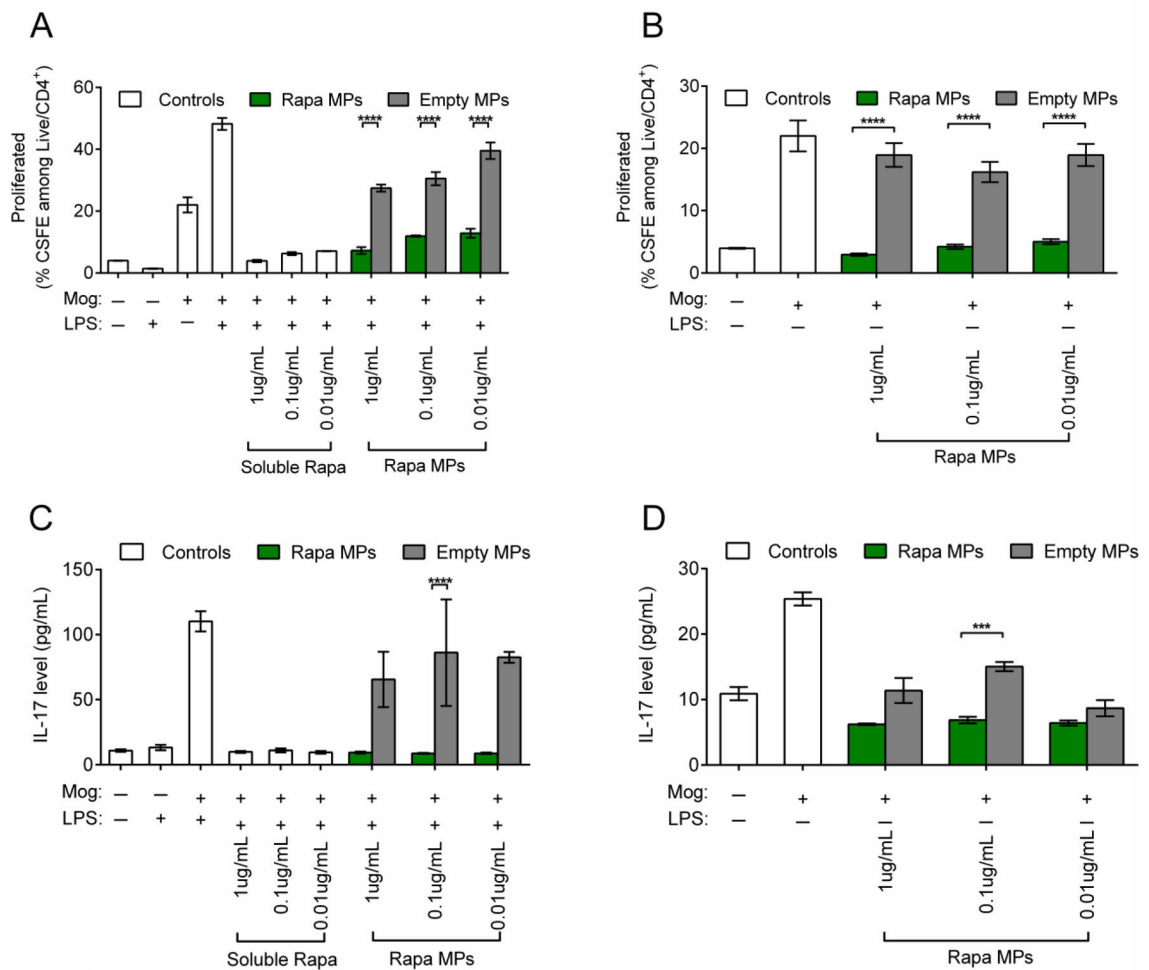 A
Proliferated
(% CSFE among Live/CD4+)
Controls Rapa MPs Empty MPs
60
40
20
0
**** **** ****
Mog: — — + + + + + + + +
LPS: — + — + + + + + + +
1ug/mL 0.1ug/mL 0.01ug/mL 1ug/mL 0.1ug/mL 0.01ug/mL
Soluble Rapa Rapa MPs
B
Proliferated
(% CSFE among Live/CD4+)
Controls Rapa MPs Empty MPs
30
20
10
0
**** **** ****
Mog: — + + + +
LPS: — — — — —
1ug/mL 0.1ug/mL 0.01ug/mL
Rapa MPs
C
IL-17 level (pg/mL)
Controls Rapa MPs Empty MPs
150
100
50
0
****
Mog: — — + + + + + + +
LPS: — + + + + + + + +
1ug/mL 0.1ug/mL 0.01ug/mL 1ug/mL 0.1ug/mL 0.01ug/mL
Soluble Rapa Rapa MPs
D
IL-17 level (pg/mL)
Controls Rapa MPs Empty MPs
30
20
10
0
***
Mog: — + + + +
LPS: — — — — —
1ug/mL 0.1ug/mL 0.01ug/mL
Rapa MPs